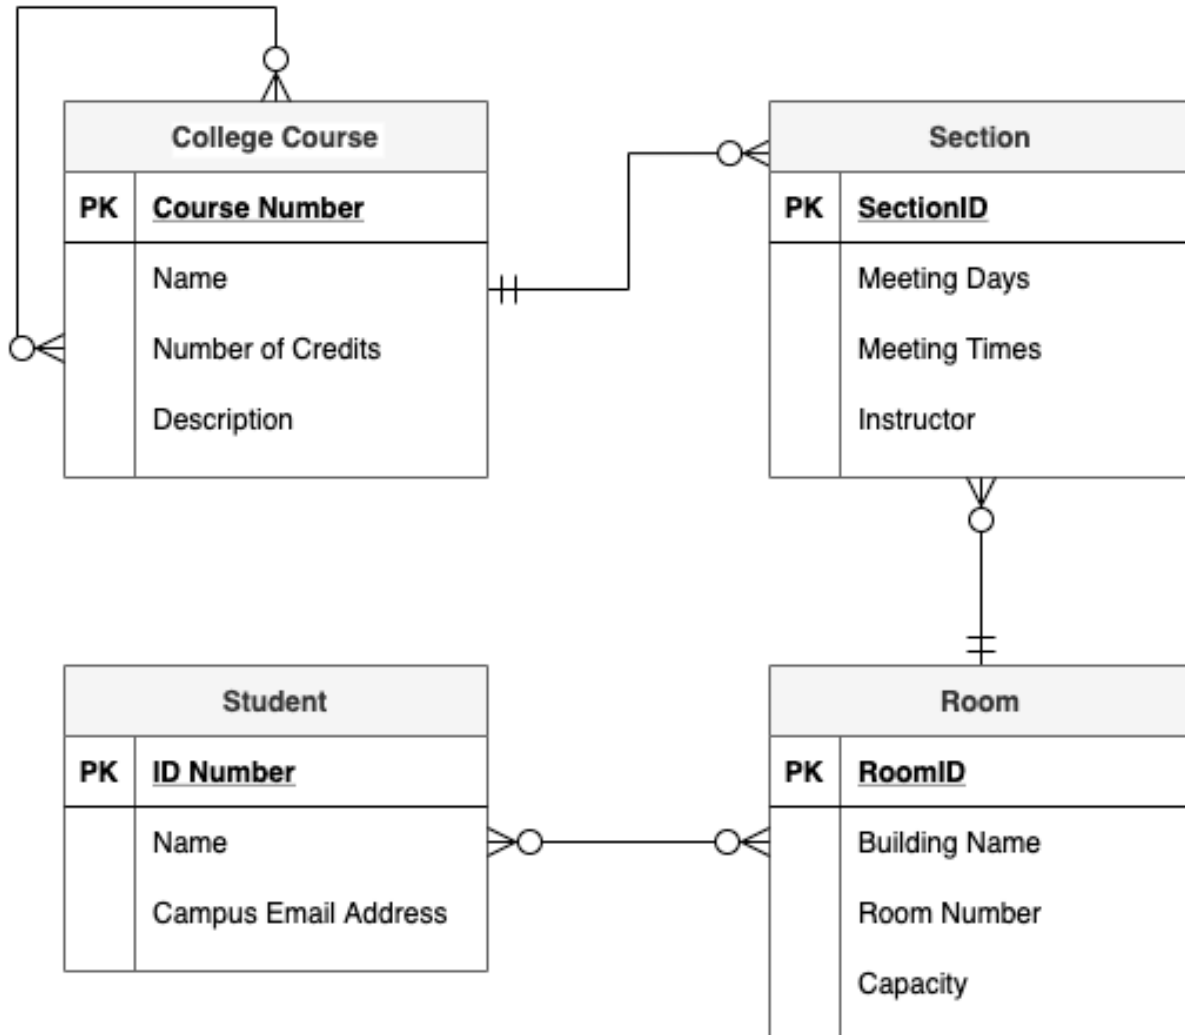 College Course
PK Course Number
Name
Number of Credits
Description
Section
PK SectionID
Meeting Days
Meeting Times
Instructor
Student
PK ID Number
Name
Campus Email Address
Room
PK RoomID
Building Name
Room Number
Capacity